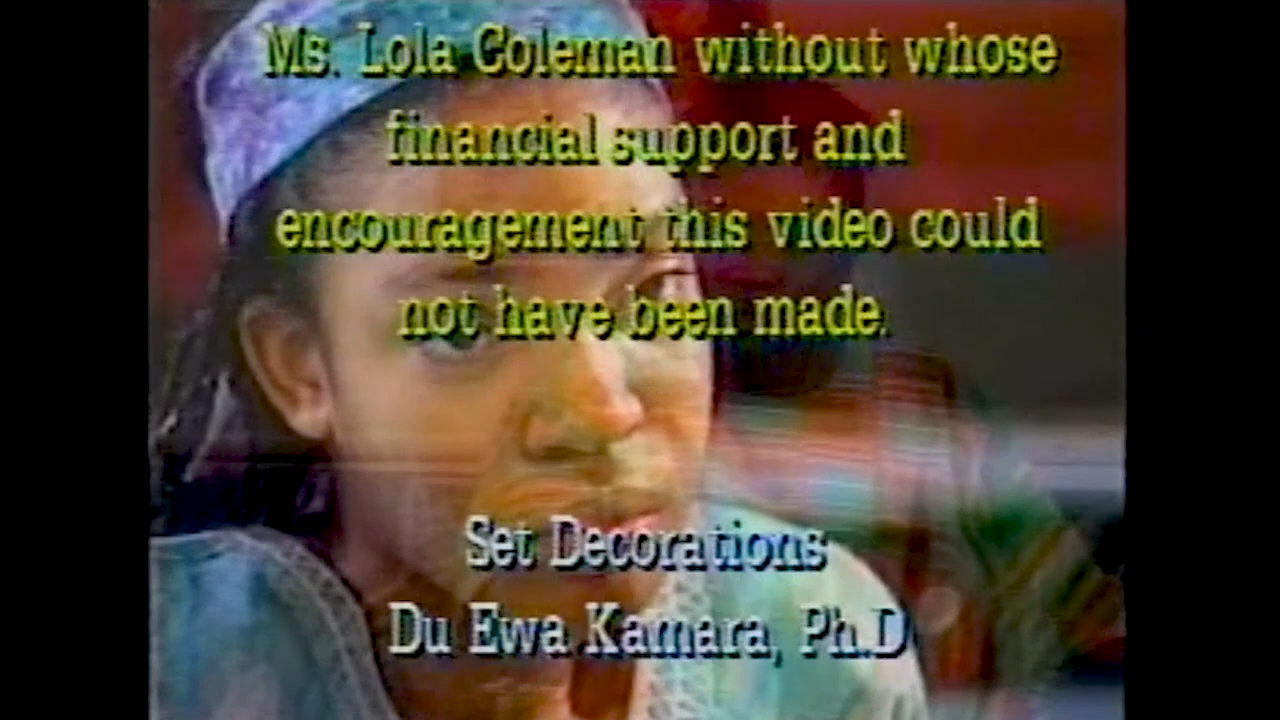 Ms. Lola Coleman without whose
financial support and
encouragement this video could
not have been made.
Set Decorations
Du Ewa Kamara, Ph.D